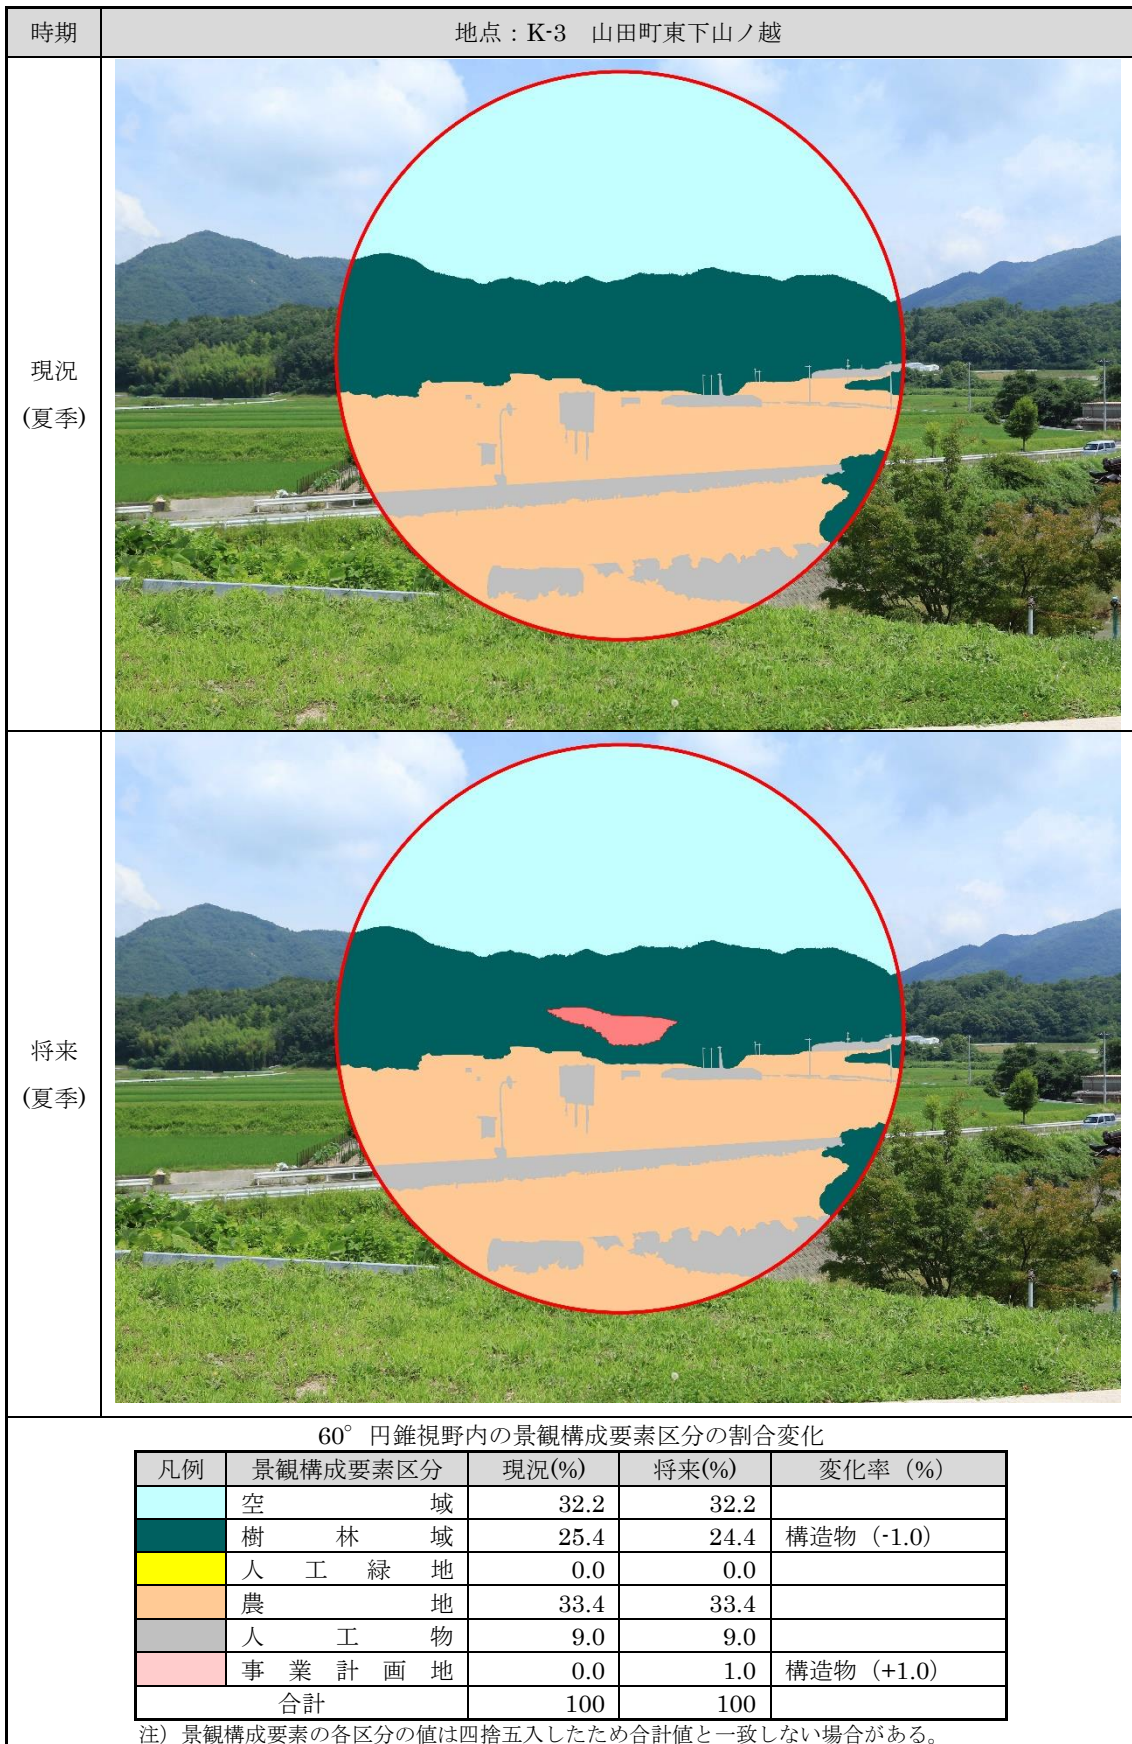 時期 地点：K-3 山田町東下山ノ越
現況
(夏季)
将来
(夏季)
60° 円錐視野内の景観構成要素区分の割合変化
凡例 景観構成要素区分 現況(%) 将来(%) 変化率（%）
空域 32.2 32.2
樹林域 25.4 24.4 構造物（-1.0）
人工緑地 0.0 0.0
農地 33.4 33.4
人工物 9.0 9.0
事業計画地 0.0 1.0 構造物（+1.0）
合計 100 100
注）景観構成要素の各区分の値は四捨五入したため合計値と一致しない場合がある。